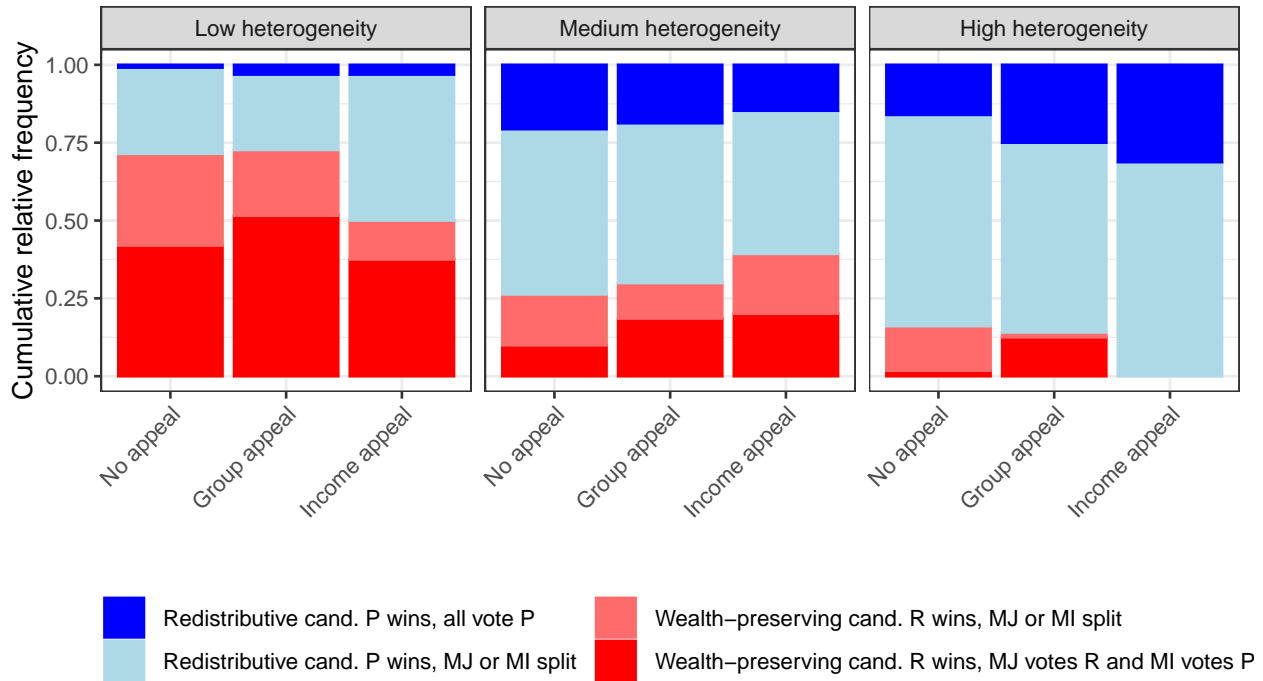 Low heterogeneity
Medium heterogeneity
High heterogeneity
Cumulative relative frequency
1.00
0.75
0.50
0.25
0.00
No appeal
Group appeal
Income appeal
No appeal
Group appeal
Income appeal
No appeal
Group appeal
Income appeal
Redistributive cand. P wins, all vote P
Redistributive cand. P wins, MJ or MI split
Wealth−preserving cand. R wins, MJ or MI split
Wealth−preserving cand. R wins, MJ votes R and MI votes P